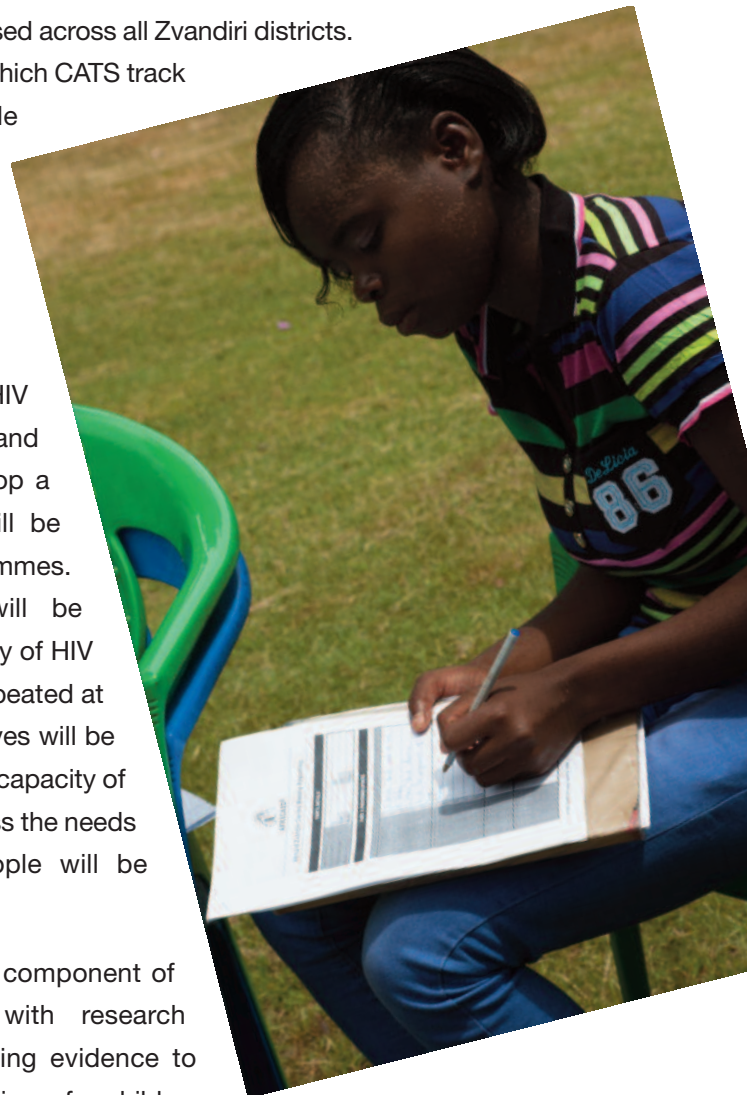 sed across all Zvandiri districts.
hich CATS track
le
HIV
and
op a
ill be
mmes.
will be
y of HIV
peated at
ves will be
capacity of
ss the needs
ople will be
component of
with research
ing evidence to
DeLicia
86